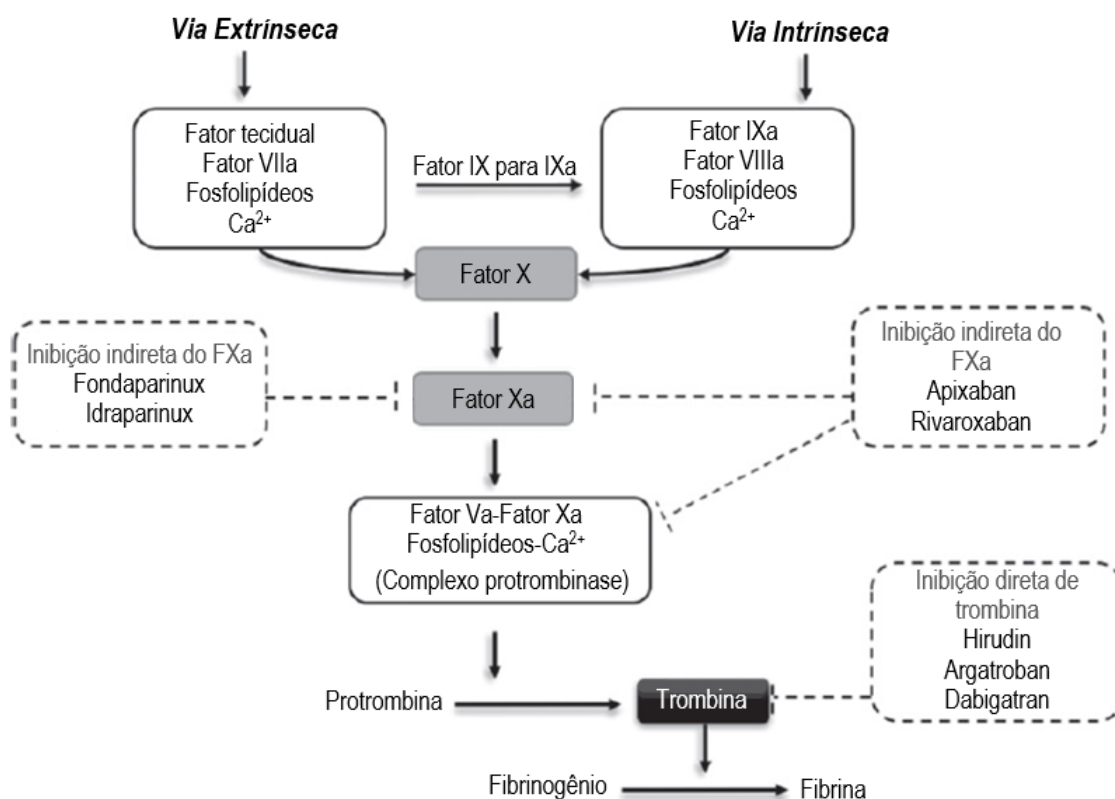 Via Extrínseca
Via Intrínseca
Fator tecidual
Fator VIIa
Fosfolipídeos
Ca²⁺
Fator IX para IXa
Fator IXa
Fator VIIIa
Fosfolipídeos
Ca²⁺
Fator X
Inibição indireta do FXa
Fondaparinux
Idraparinux
Fator Xa
Inibição indireta do
FXa
Apixaban
Rivaroxaban
Fator Va-Fator Xa
Fosfolipídeos-Ca²⁺
(Complexo protrombinase)
Inibição direta de
trombina
Hirudin
Argatroban
Dabigatran
Protrombina
Trombina
Fibrinogênio
Fibrina